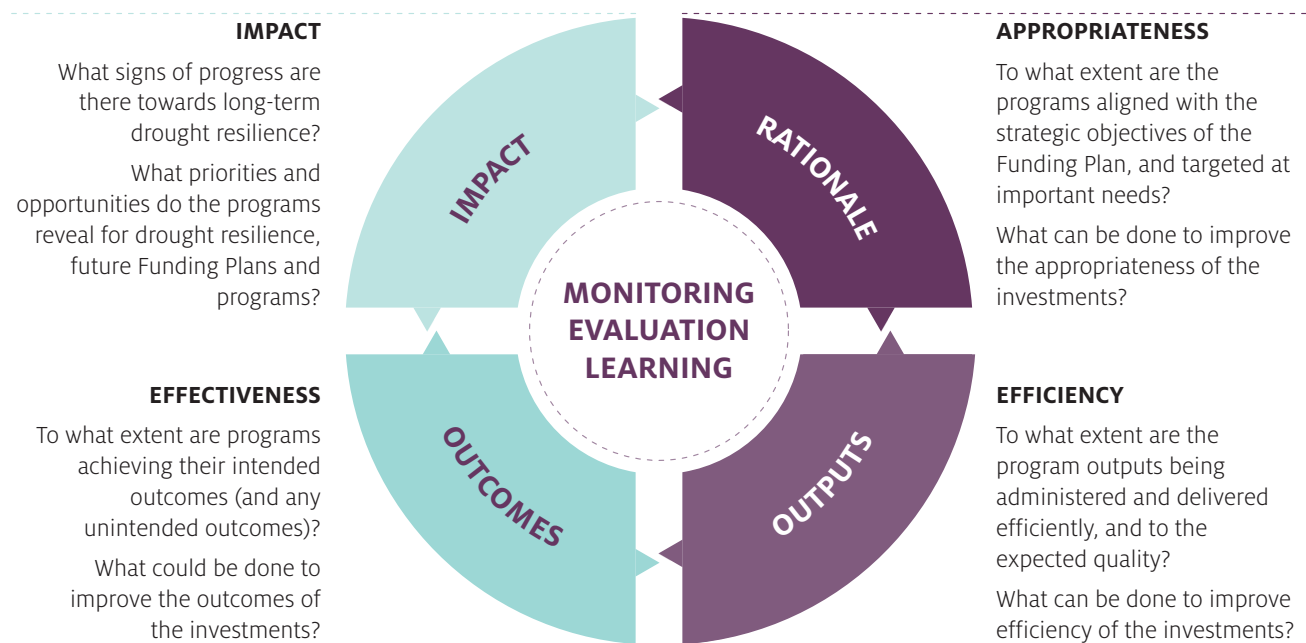 IMPACT
What signs of progress are
there towards long-term
drought resilience?
What priorities and
opportunities do the programs
reveal for drought resilience,
future Funding Plans and
programs?
APPROPRIATENESS
To what extent are the
programs aligned with the
strategic objectives of the
Funding Plan, and targeted at
important needs?
What can be done to improve
the appropriateness of the
investments?
IMPACT
RATIONALE
MONITORING
EVALUATION
LEARNING
OUTCOMES
OUTPUTS
EFFECTIVENESS
To what extent are programs
achieving their intended
outcomes (and any
unintended outcomes)?
What could be done to
improve the outcomes of
the investments?
EFFICIENCY
To what extent are the
program outputs being
administered and delivered
efficiently, and to the
expected quality?
What can be done to improve
efficiency of the investments?